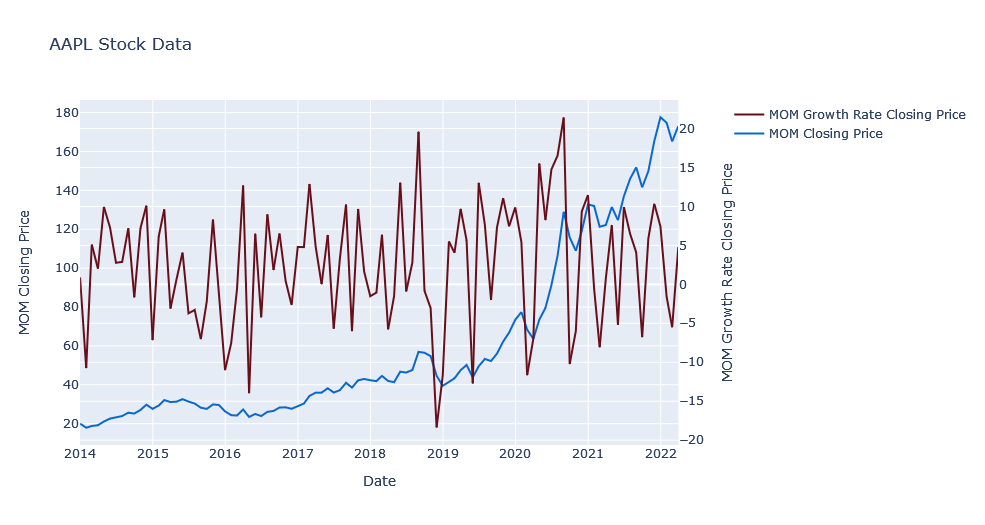 AAPL Stock Data
MOM Growth Rate Closing Price
MOM Closing Price
MOM Closing Price
180
160
140
120
100
80
60
40
20
20
15
10
5
0
−5
−10
−15
−20
MOM Growth Rate Closing Price
2014 2015 2016 2017 2018 2019 2020 2021 2022
Date